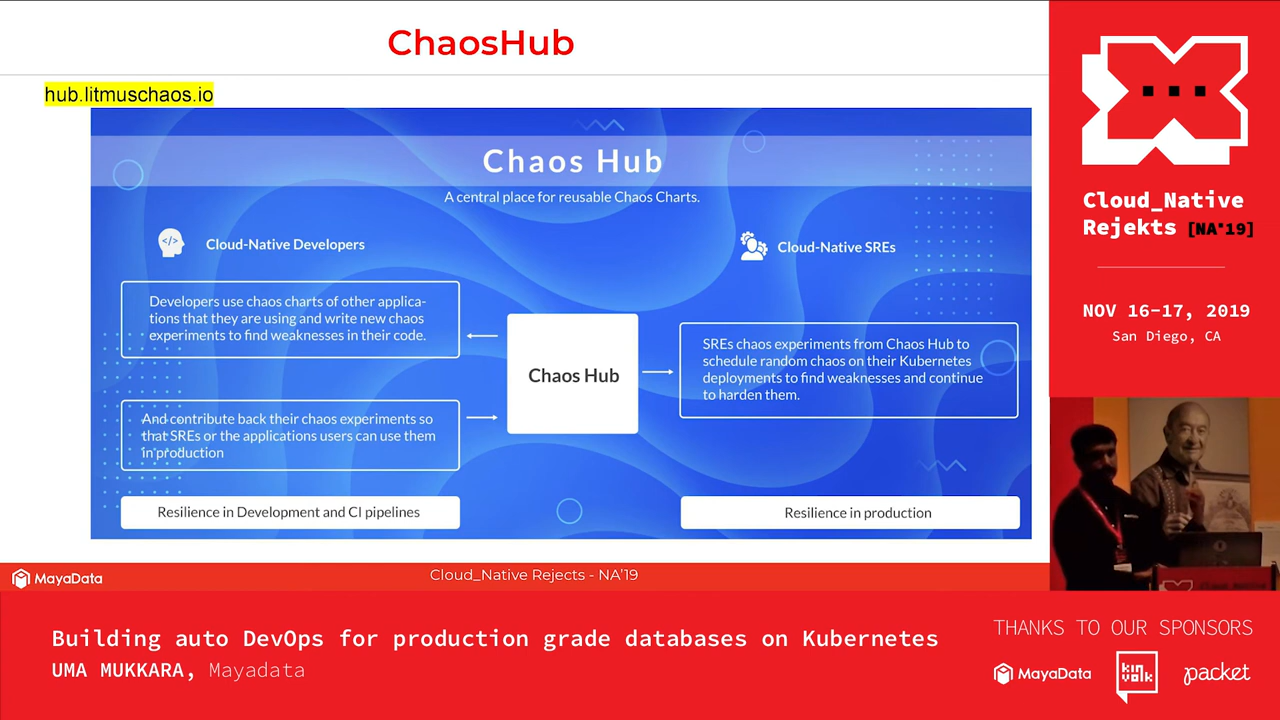 ChaosHub
hub.litmuschaos.io
Chaos Hub
A central place for reusable Chaos Charts.
</>
Cloud-Native Developers
Developers use chaos charts of other applica-
tions that they are using and write new chaos
experiments to find weaknesses in their code.
And contribute back their chaos experiments so
that SREs or the applications users can use them
in production
Resilience in Development and CI pipelines
Chaos Hub
Cloud-Native SREs
SREs chaos experiments from Chaos Hub to
schedule random chaos on their Kubernetes
deployments to find weaknesses and continue
to harden them.
Resilience in production
MayaData
Cloud_Native Rejects - NA'19
Cloud_Native
Rejekts [NA*19]
NOV 16-17, 2019
San Diego, CA
Building auto DevOps for production grade databases on Kubernetes
UMA MUKKARA, Mayadata
THANKS TO OUR SPONSORS
MayaData
kin
volk
packet